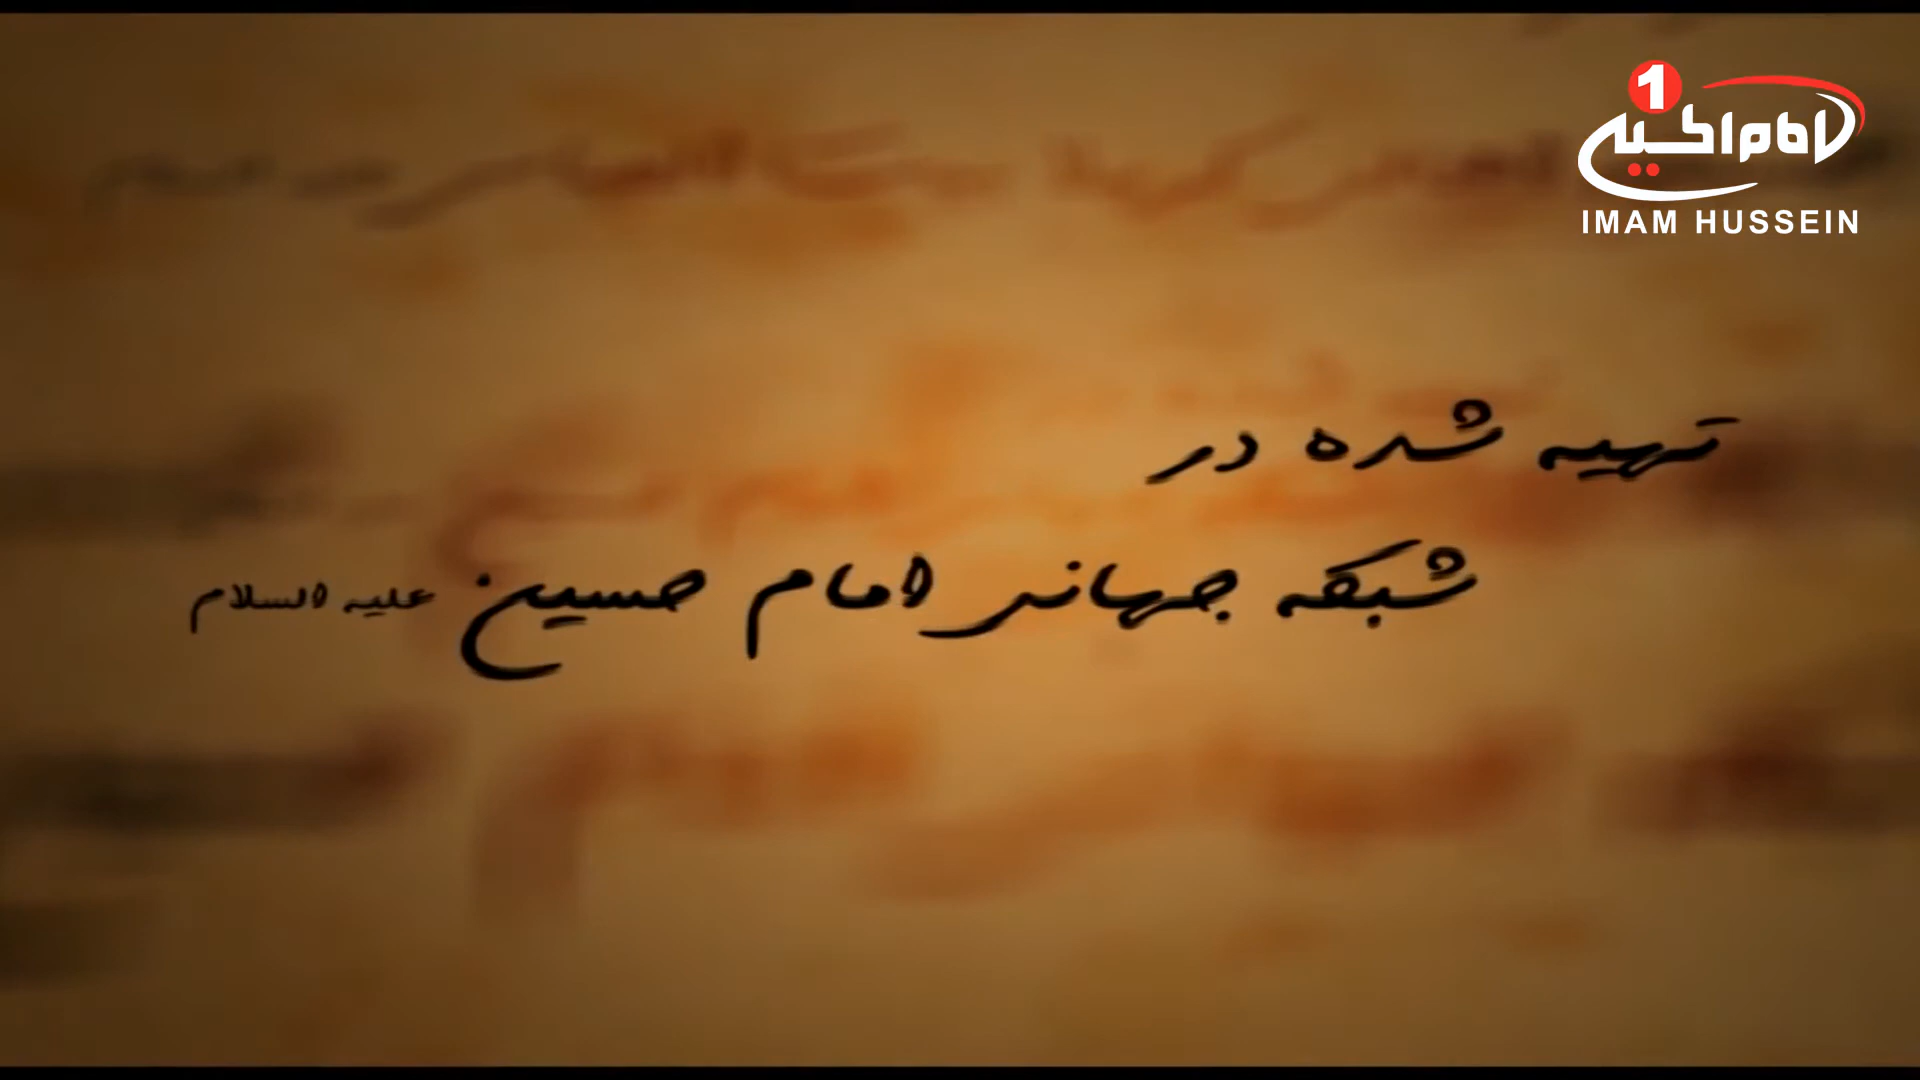 1
امام حسین
IMAM HUSSEIN
تهیه شده در
شبکه جهانی امام حسین علیه السلام